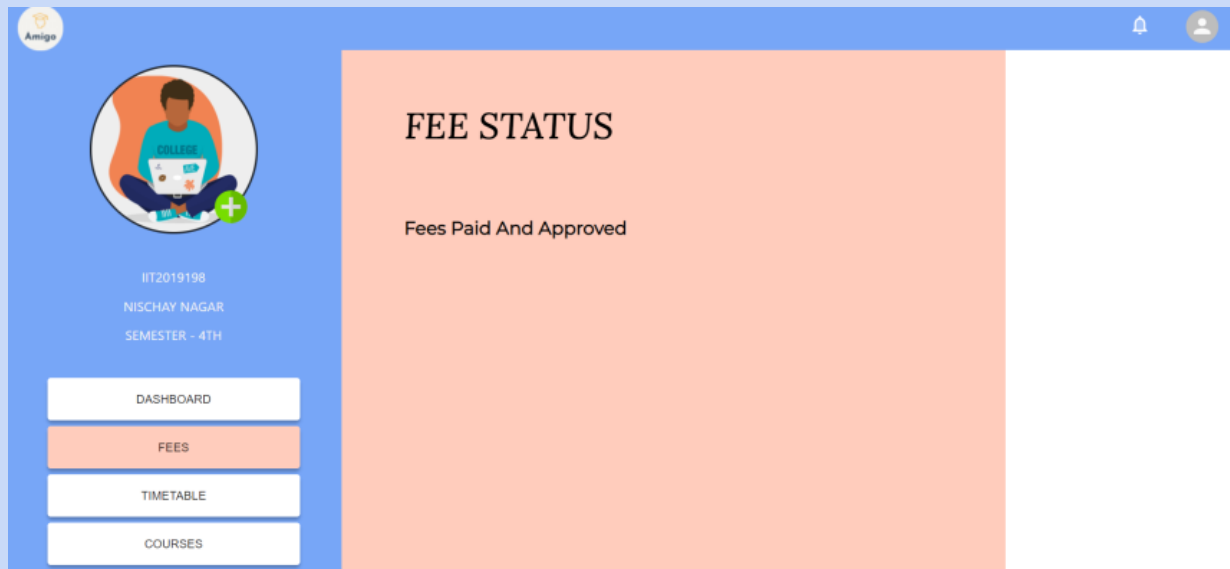 Amigo
COLLEGE
IIT2019198
NISCHAY NAGAR
SEMESTER - 4TH
DASHBOARD
FEES
TIMETABLE
COURSES
FEE STATUS
Fees Paid And Approved